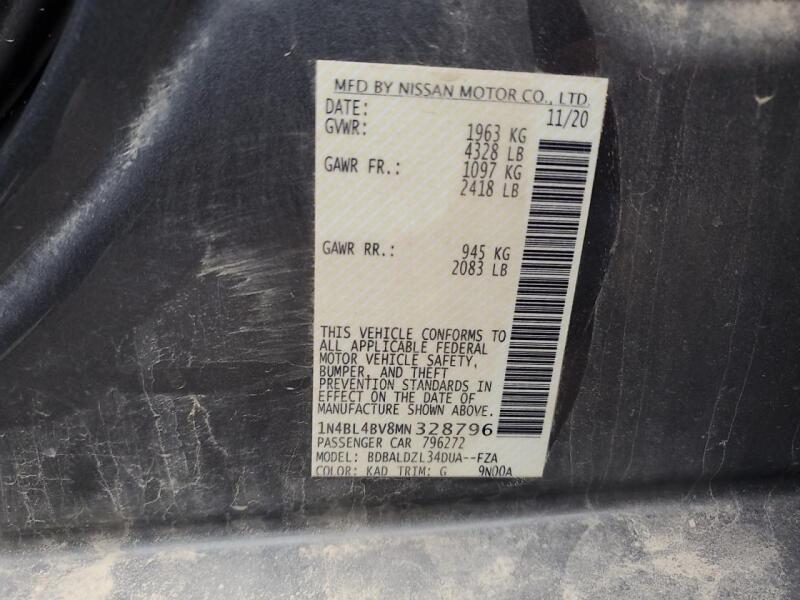 MFD BY NISSAN MOTOR CO., LTD.
DATE: 11/20
GVWR: 1963 KG
4328 LB
GAWR FR.: 1097 KG
2418 LB
GAWR RR.: 945 KG
2083 LB
THIS VEHICLE CONFORMS TO
ALL APPLICABLE FEDERAL
MOTOR VEHICLE SAFETY,
BUMPER, AND THEFT
PREVENTION STANDARDS IN
EFFECT ON THE DATE OF
MANUFACTURE SHOWN ABOVE.
1N4BL4BV8MN328796
PASSENGER CAR 796272
MODEL: BDBALDZL34DUA--FZA
COLOR: KAD TRIM: G 9N00A